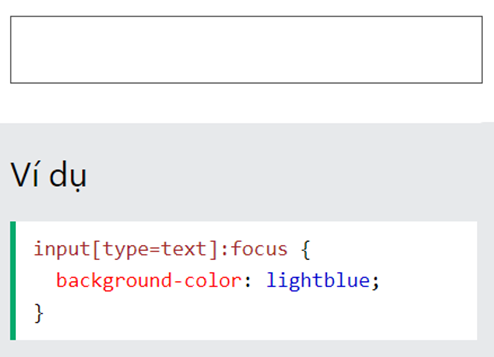 Ví dụ
input[type=text]:focus {
  background-color: lightblue;
}